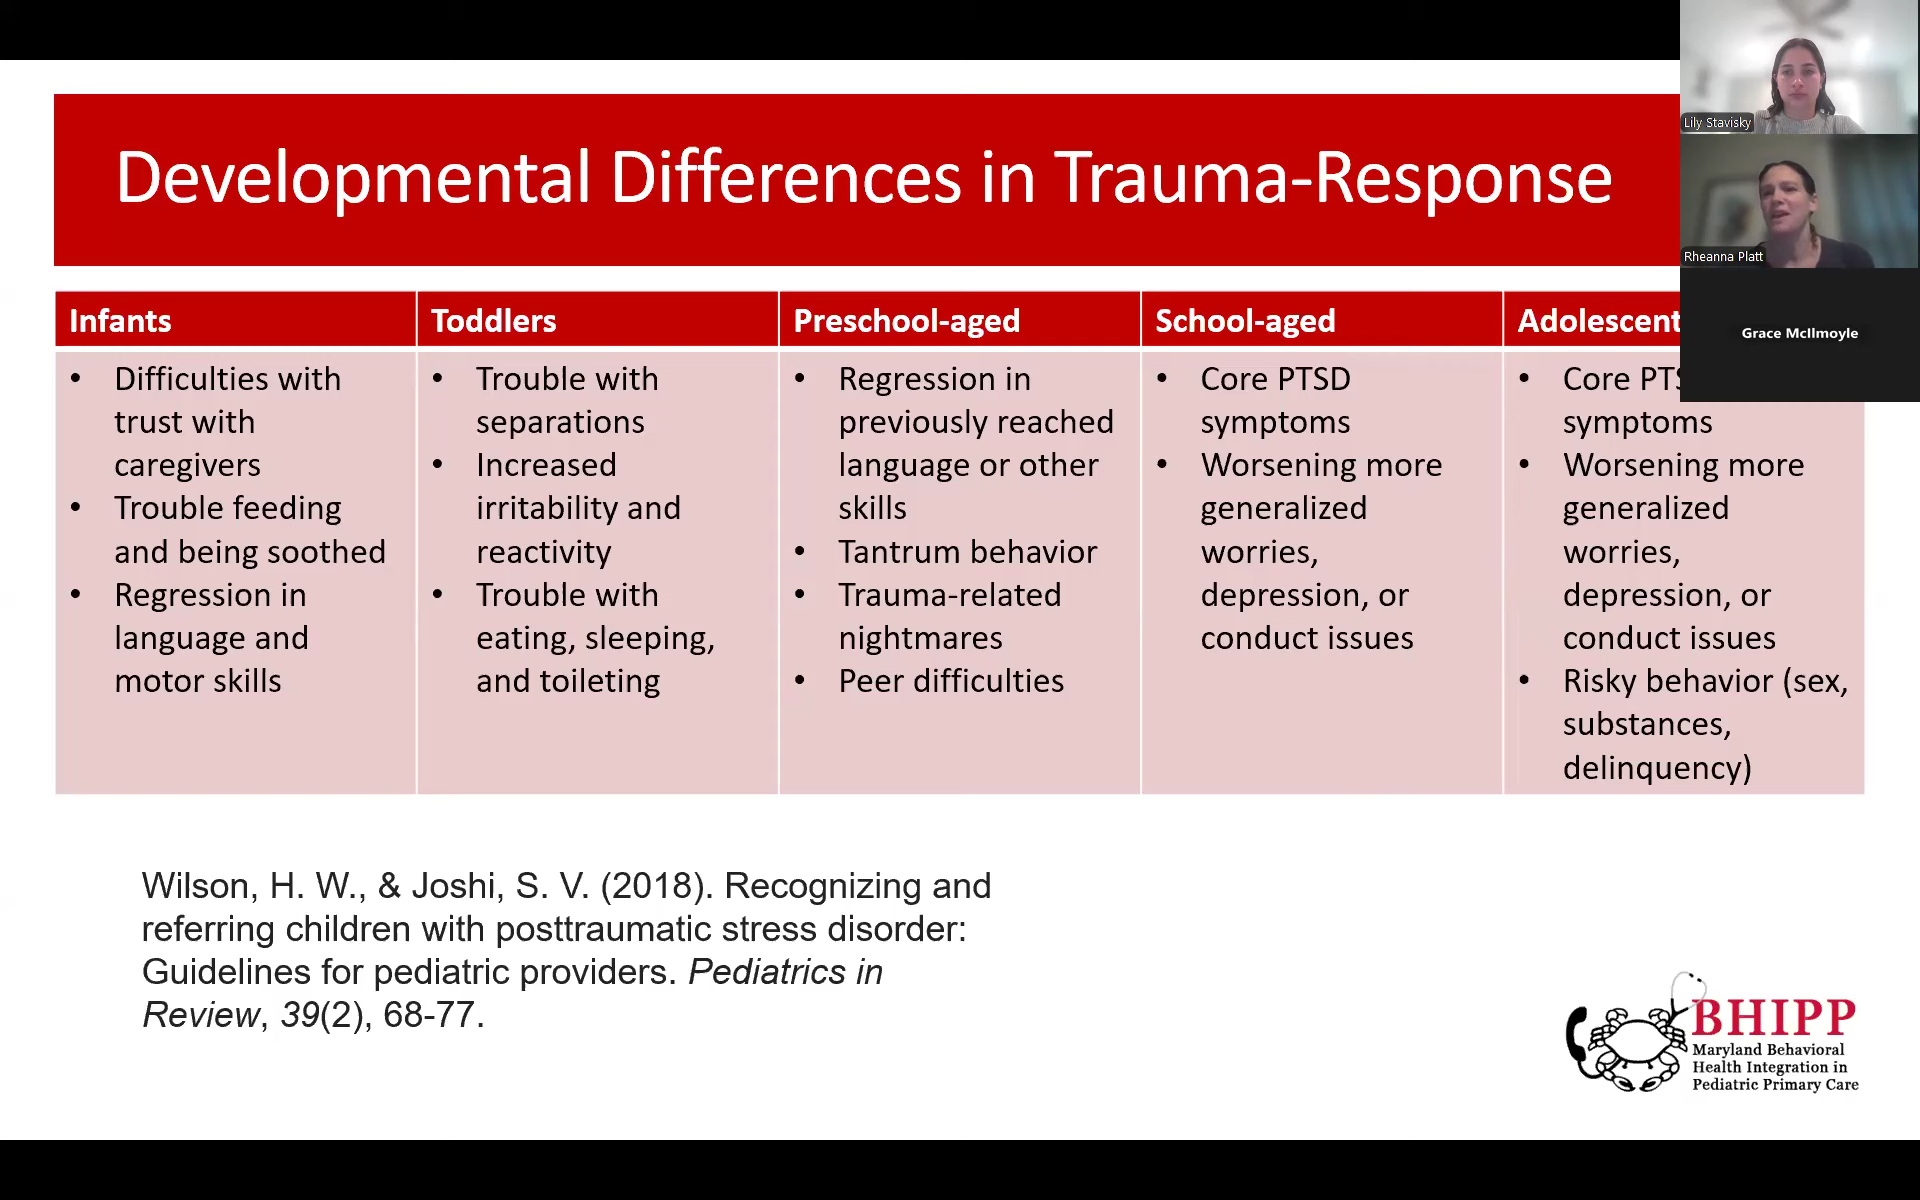 Developmental Differences in Trauma-Response
Lily Stavisky
Rheanna Platt
Grace McIlmoyle
Infants
• Difficulties with
trust with
caregivers
• Trouble feeding
and being soothed
• Regression in
language and
motor skills
Toddlers
• Trouble with
separations
• Increased
irritability and
reactivity
• Trouble with
eating, sleeping,
and toileting
Preschool-aged
• Regression in
previously reached
language or other
skills
• Tantrum behavior
• Trauma-related
nightmares
• Peer difficulties
School-aged
• Core PTSD
symptoms
• Worsening more
generalized
worries,
depression, or
conduct issues
Adolescent
• Core PTS
symptoms
• Worsening more
generalized
worries,
depression, or
conduct issues
• Risky behavior (sex,
substances,
delinquency)
Wilson, H. W., & Joshi, S. V. (2018). Recognizing and
referring children with posttraumatic stress disorder:
Guidelines for pediatric providers. Pediatrics in
Review, 39(2), 68-77.
BHIPP
Maryland Behavioral
Health Integration in
Pediatric Primary Care